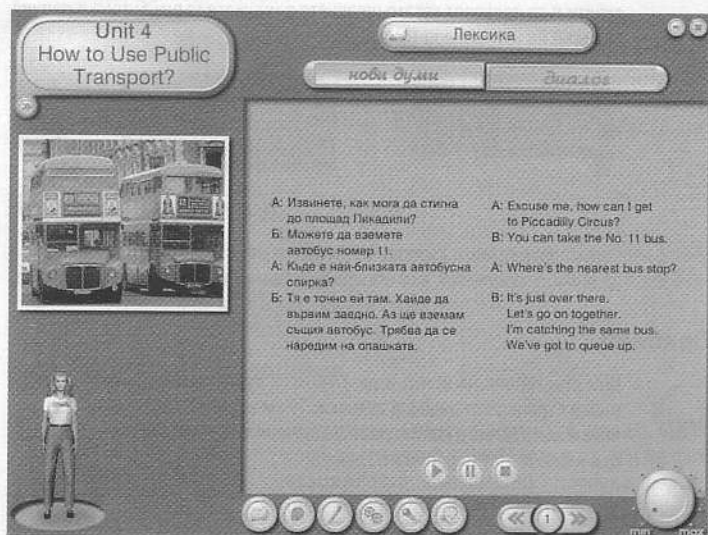 Unit 4
How to Use Public
Transport?
Лексика
нови думи
диалог
А: Извинете, как мога да стигна
до площад Пикадили?
Б: Можете да вземете
автобус номер 11.
А: Къде е най-близката автобусна
спирка?
Б: Тя е точно ей там. Хайде да
вървим заедно. Аз ще вземам
същия автобус. Трябва да се
наредим на опашката.
A: Excuse me, how can I get
to Piccadilly Circus?
B: You can take the No. 11 bus.
A: Where's the nearest bus stop?
B: It's just over there.
Let's go on together.
I'm catching the same bus.
We've got to queue up.
1
min
max